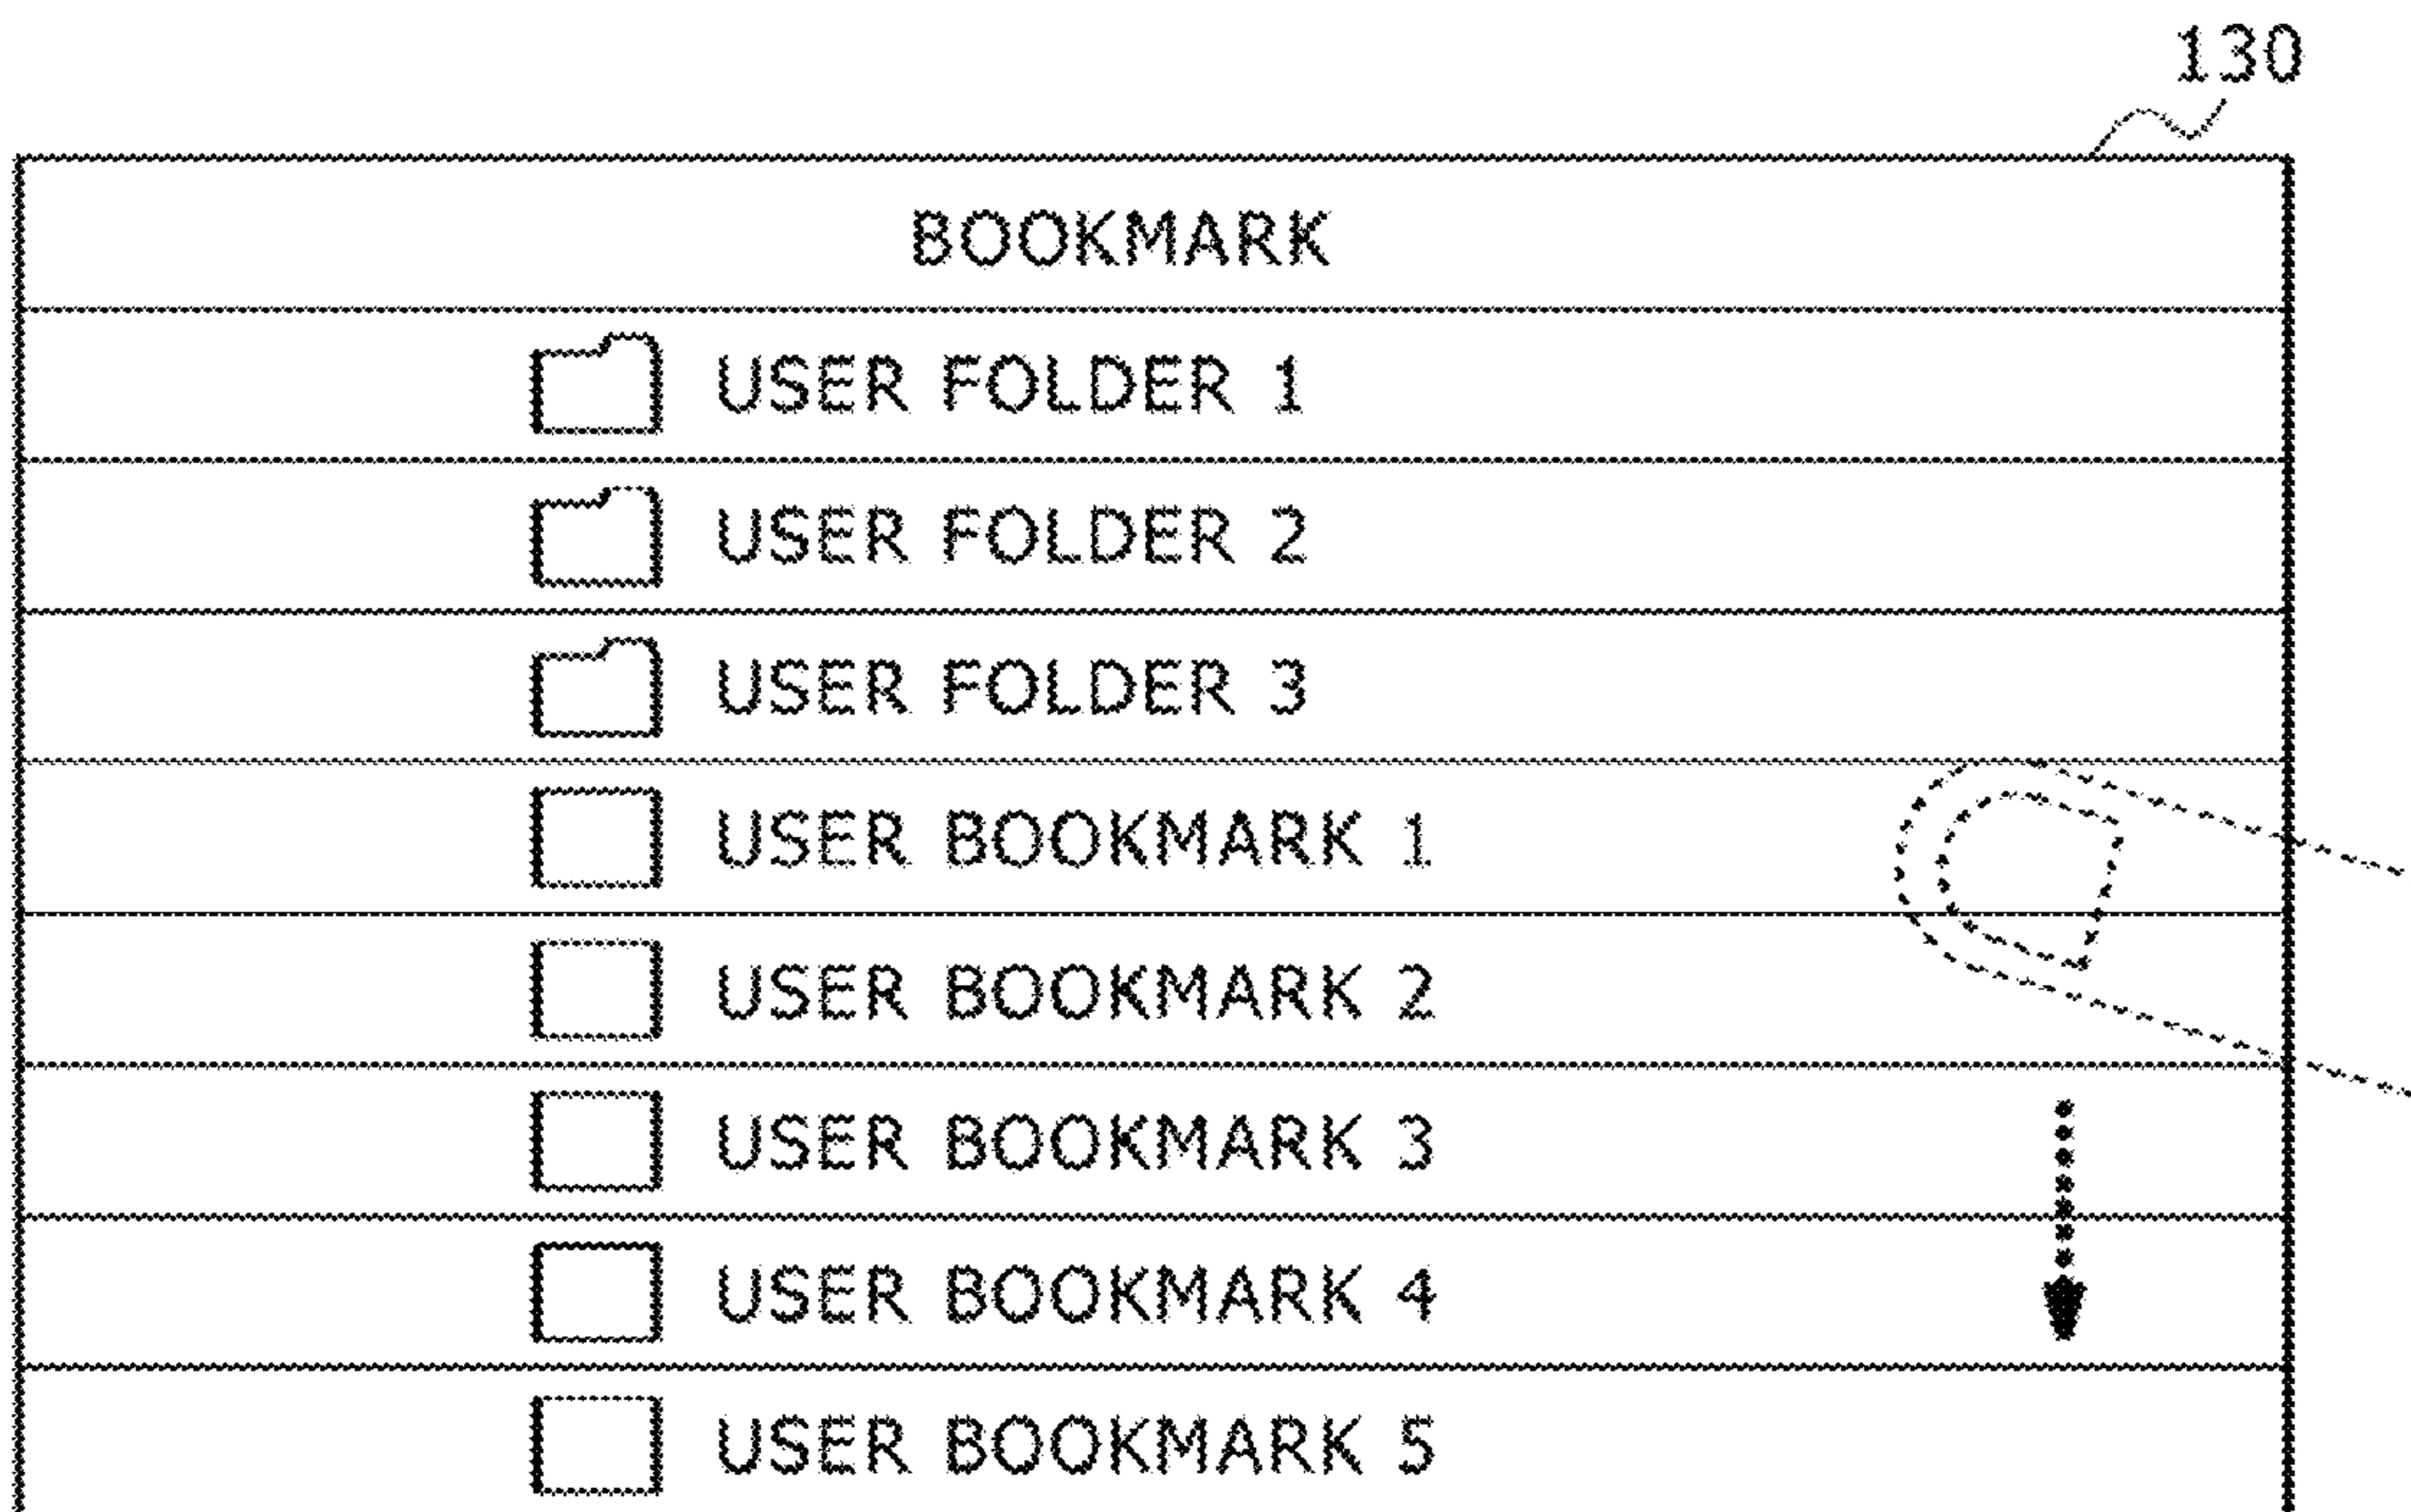 130
BOOKMARK
USER FOLDER 1
USER FOLDER 2
USER FOLDER 3
USER BOOKMARK 1
USER BOOKMARK 2
USER BOOKMARK 3
USER BOOKMARK 4
USER BOOKMARK 5